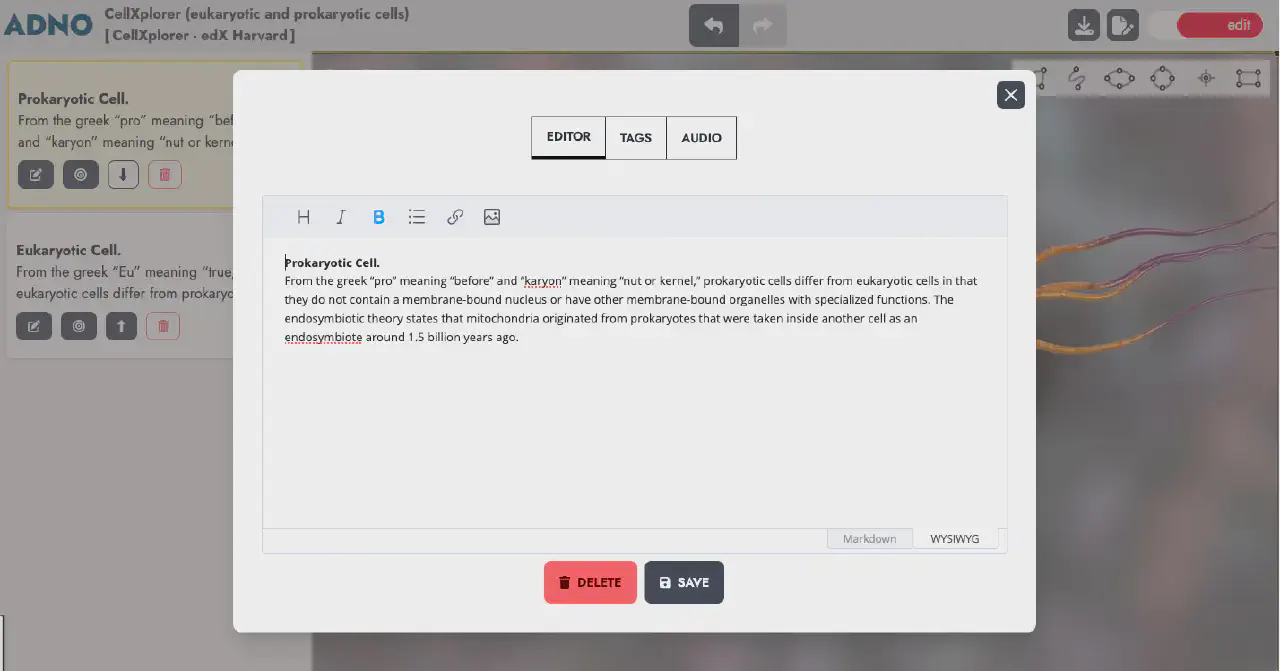 ADNO
CellXplorer (eukaryotic and prokaryotic cells)
[ CellXplorer - edX Harvard ]
edit
Prokaryotic Cell.
From the greek “pro” meaning “bef
and “karyon” meaning “nut or kerne
Eukaryotic Cell.
From the greek “Eu” meaning “true,
eukaryotic cells differ from prokaryo
EDITOR TAGS AUDIO
H I B
Prokaryotic Cell.
From the greek “pro” meaning “before” and “karyon” meaning “nut or kernel,” prokaryotic cells differ from eukaryotic cells in that
they do not contain a membrane-bound nucleus or have other membrane-bound organelles with specialized functions. The
endosymbiotic theory states that mitochondria originated from prokaryotes that were taken inside another cell as an
endosymbiote around 1.5 billion years ago.
Markdown WYSIWYG
DELETE SAVE